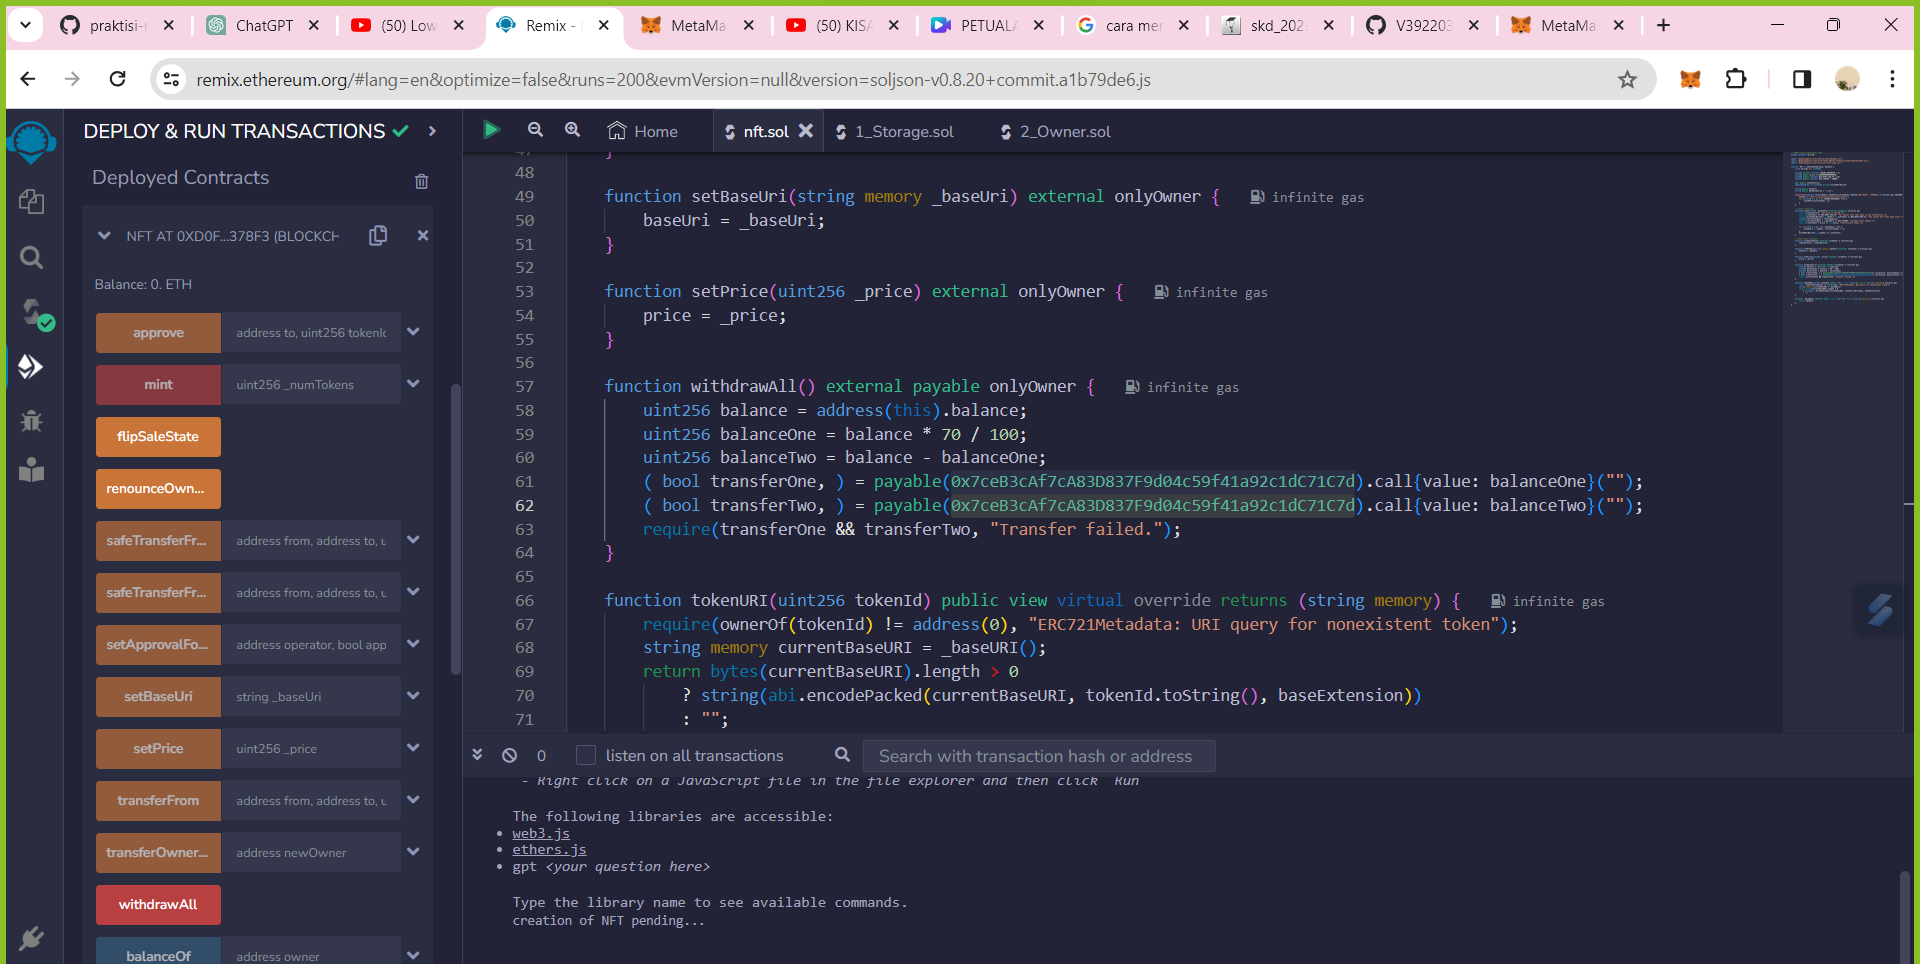 praktisi-r
ChatGPT
(50) Low
Remix -
MetaMa
(50) KISA
PETUALA
cara mer
skd_202
V392203
MetaMa
remix.ethereum.org/#lang=en&optimize=false&runs=200&evmVersion=null&version=soljson-v0.8.20+commit.a1b79de6.js
DEPLOY & RUN TRANSACTIONS
Deployed Contracts
NFT AT 0XD0F...378F3 (BLOCKCH
Balance: 0. ETH
approve address to, uint256 tokenId
mint uint256 _numTokens
flipSaleState
renounceOwn...
safeTransferFr... address from, address to, u
safeTransferFr... address from, address to, u
setApprovalFo... address operator, bool app
setBaseUri string _baseUri
setPrice uint256 _price
transferFrom address from, address to, u
transferOwner... address newOwner
withdrawAll
balanceOf address owner
Home
nft.sol
1_Storage.sol
2_Owner.sol
47 }
48
49 function setBaseUri(string memory _baseUri) external onlyOwner { infinite gas
50 baseUri = _baseUri;
51 }
52
53 function setPrice(uint256 _price) external onlyOwner { infinite gas
54 price = _price;
55 }
56
57 function withdrawAll() external payable onlyOwner { infinite gas
58 uint256 balance = address(this).balance;
59 uint256 balanceOne = balance * 70 / 100;
60 uint256 balanceTwo = balance - balanceOne;
61 ( bool transferOne, ) = payable(0x7ceB3cAf7cA83D837F9d04c59f41a92c1dC71C7d).call{value: balanceOne}("");
62 ( bool transferTwo, ) = payable(0x7ceB3cAf7cA83D837F9d04c59f41a92c1dC71C7d).call{value: balanceTwo}("");
63 require(transferOne && transferTwo, "Transfer failed.");
64 }
65
66 function tokenURI(uint256 tokenId) public view virtual override returns (string memory) { infinite gas
67 require(ownerOf(tokenId) != address(0), "ERC721Metadata: URI query for nonexistent token");
68 string memory currentBaseURI = _baseURI();
69 return bytes(currentBaseURI).length > 0
70 ? string(abi.encodePacked(currentBaseURI, tokenId.toString(), baseExtension))
71 : "";
0
listen on all transactions
Search with transaction hash or address
- Right click on a JavaScript file in the file explorer and then click `Run`
The following libraries are accessible:
• web3.js
• ethers.js
• gpt <your question here>
Type the library name to see available commands.
creation of NFT pending...